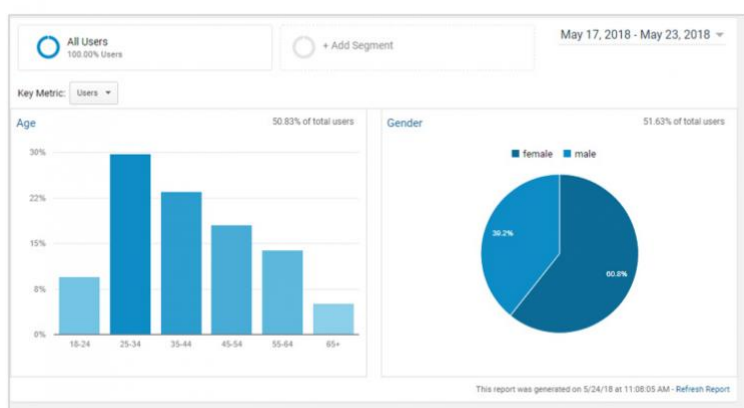 All Users
100.00% Users
+ Add Segment
May 17, 2018 - May 23, 2018
Key Metric: Users
Age
50.83% of total users
30%
22%
15%
8%
0%
18-24 25-34 35-44 45-54 55-64 65+
Gender
51.63% of total users
female male
39.2%
60.8%
This report was generated on 5/24/18 at 11:08:05 AM - Refresh Report